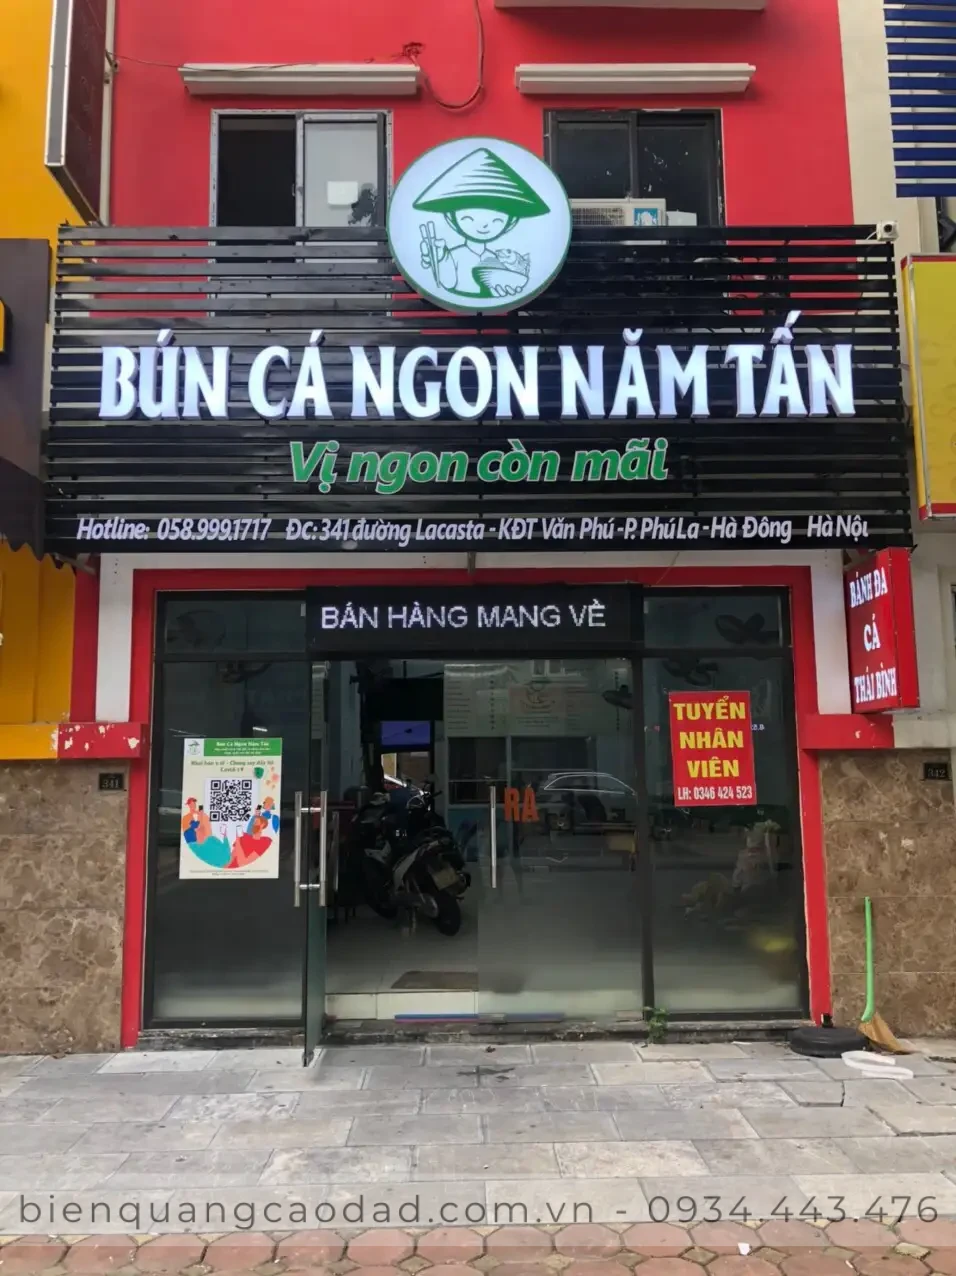 BÚN CÁ NGON NĂM TẤN
Vị ngon còn mãi
Hotline: 058.999.1717 ĐC: 341 đường Lacasta - KĐT Văn Phú - P. Phú La - Hà Đông Hà Nội
BÁNH ĐA
CÁ
THÁI BÌNH
BÁN HÀNG MANG VỀ
TUYỂN
NHÂN
VIÊN
LH: 0346 424 523
Bún Cá Ngon Năm Tấn
RA
341
342
bienquangcaodad.com.vn - 0934.443.476